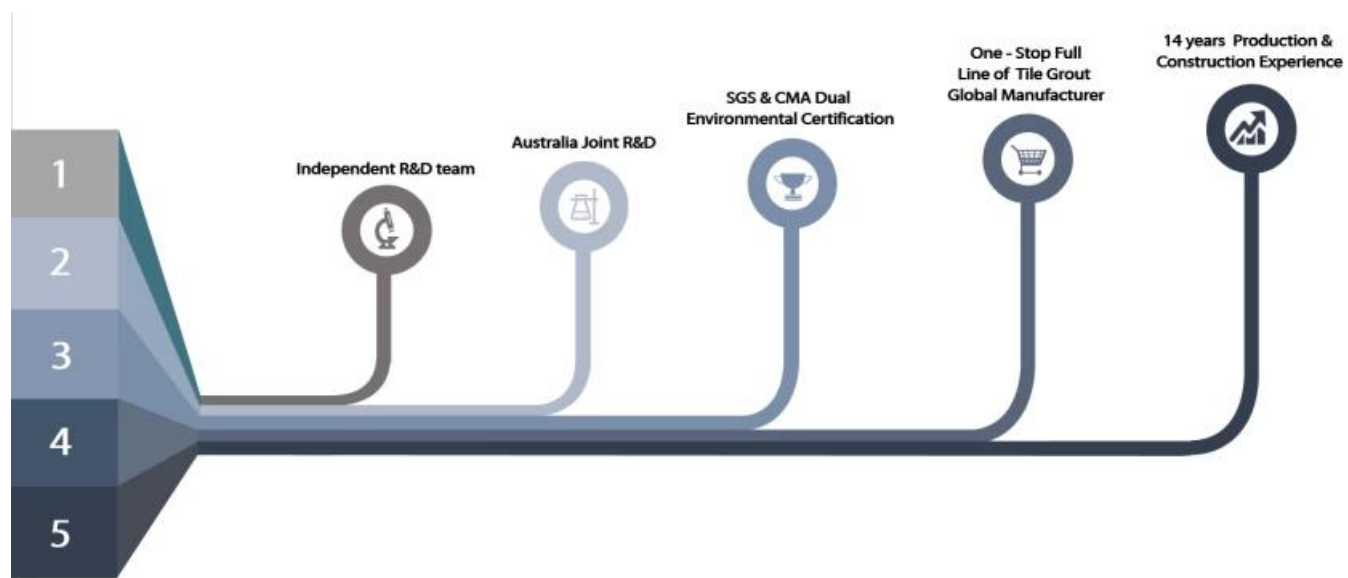 1
2
3
4
5
Independent R&D team
Australia Joint R&D
SGS & CMA Dual
Environmental Certification
One - Stop Full
Line of Tile Grout
Global Manufacturer
14 years Production &
Construction Experience